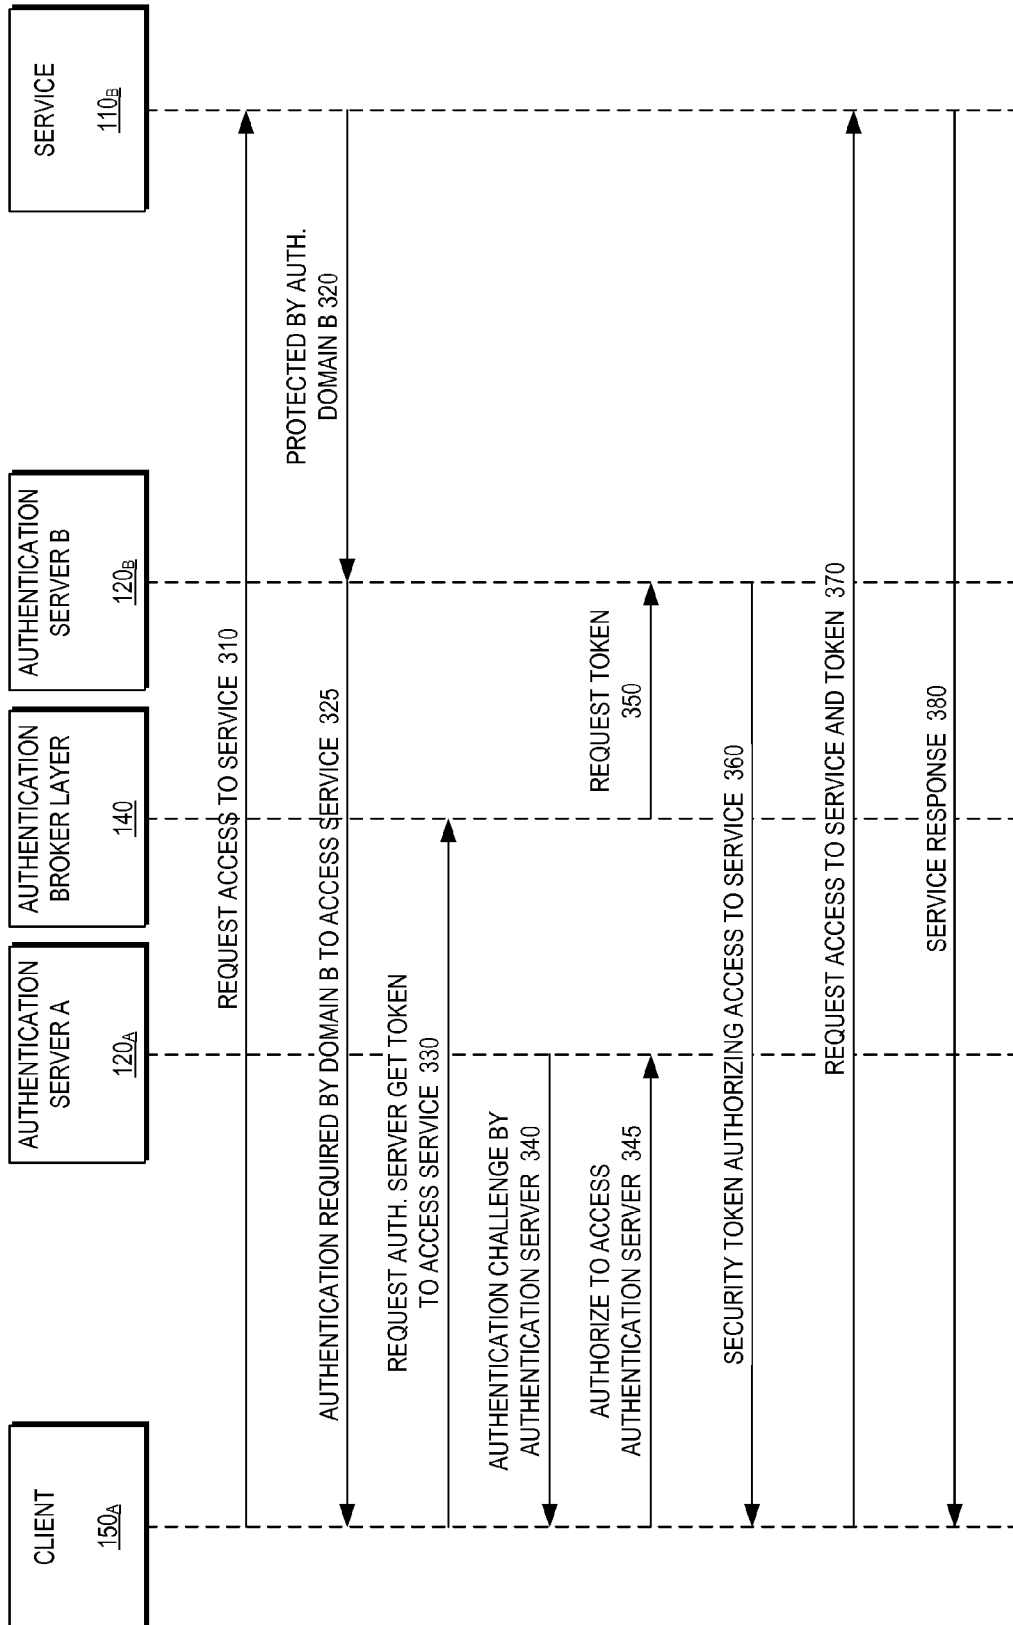 CLIENT
150A
AUTHENTICATION
SERVER A
120A
AUTHENTICATION
BROKER LAYER
140
AUTHENTICATION
SERVER B
120B
SERVICE
110B
REQUEST ACCESS TO SERVICE 310
PROTECTED BY AUTH.
DOMAIN B 320
AUTHENTICATION REQUIRED BY DOMAIN B TO ACCESS SERVICE 325
REQUEST AUTH. SERVER GET TOKEN
TO ACCESS SERVICE 330
AUTHENTICATION CHALLENGE BY
AUTHENTICATION SERVER 340
AUTHORIZE TO ACCESS
AUTHENTICATION SERVER 345
REQUEST TOKEN
350
SECURITY TOKEN AUTHORIZING ACCESS TO SERVICE 360
REQUEST ACCESS TO SERVICE AND TOKEN 370
SERVICE RESPONSE 380